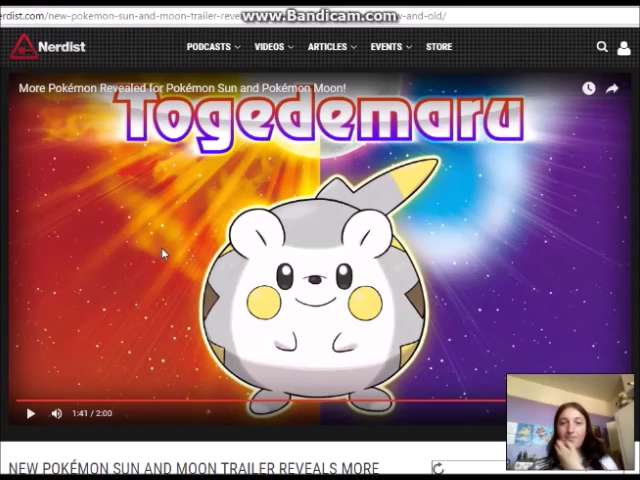 www.Bandicam.com
erdist.com/new-pokemon-sun-and-moon-trailer-reve
w-and-old/
Nerdist
PODCASTS VIDEOS ARTICLES EVENTS STORE
More Pokémon Revealed for Pokémon Sun and Pokémon Moon!
Togedemaru
1:41 / 2:00
NEW POKÉMON SUN AND MOON TRAILER REVEALS MORE